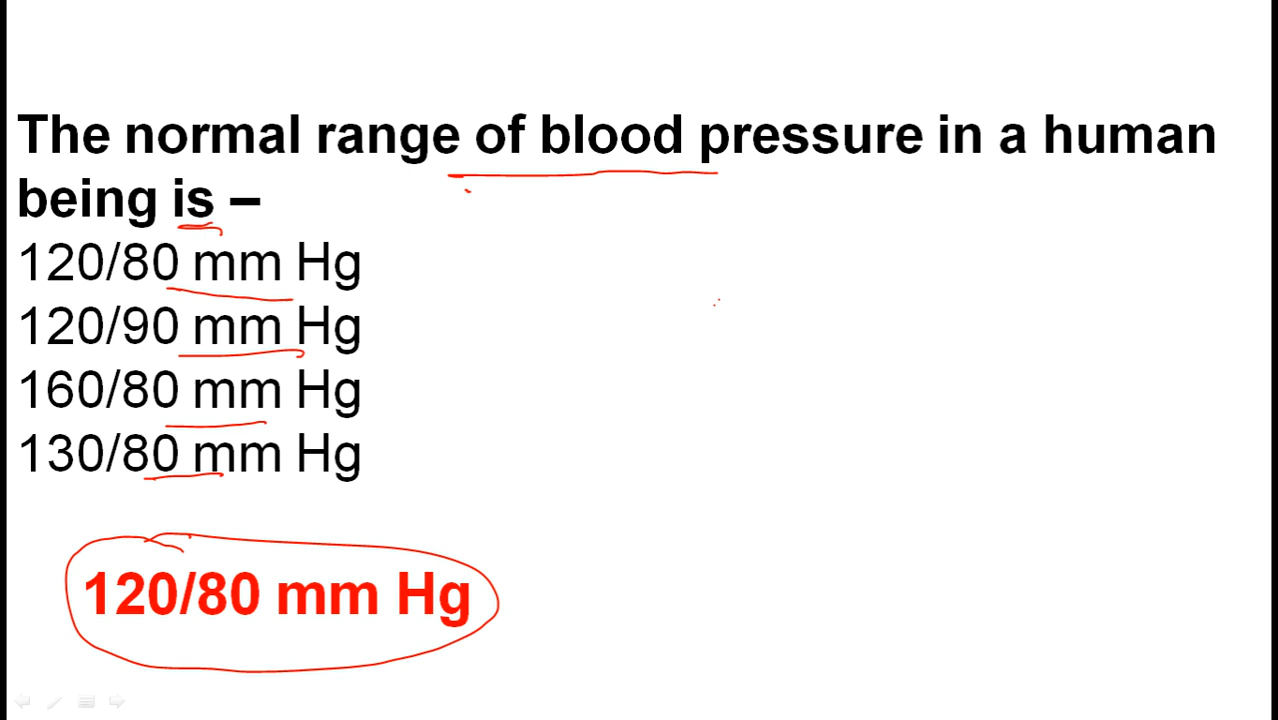 The normal range of blood pressure in a human
being is –
120/80 mm Hg
120/90 mm Hg
160/80 mm Hg
130/80 mm Hg
120/80 mm Hg